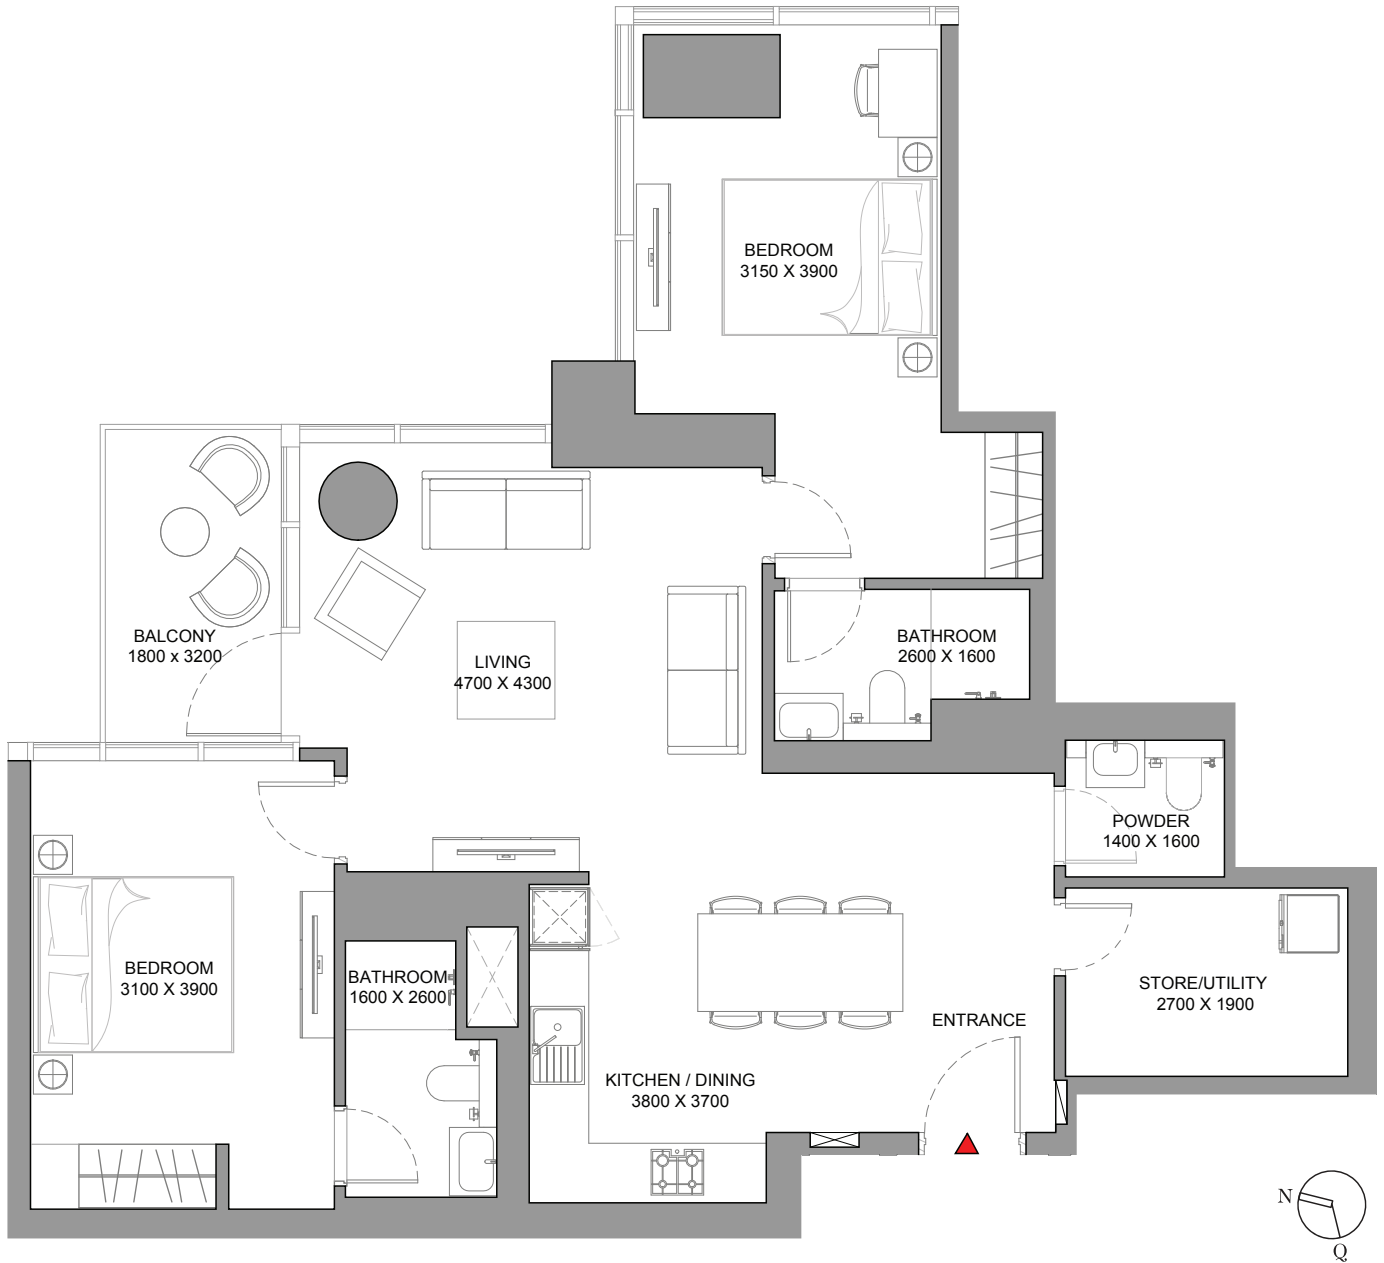 BEDROOM
3150 X 3900
BALCONY
1800 x 3200
LIVING
4700 X 4300
BATHROOM
2600 X 1600
POWDER
1400 X 1600
BEDROOM
3100 X 3900
BATHROOM
1600 X 2600
STORE/UTILITY
2700 X 1900
ENTRANCE
KITCHEN / DINING
3800 X 3700
N
Q